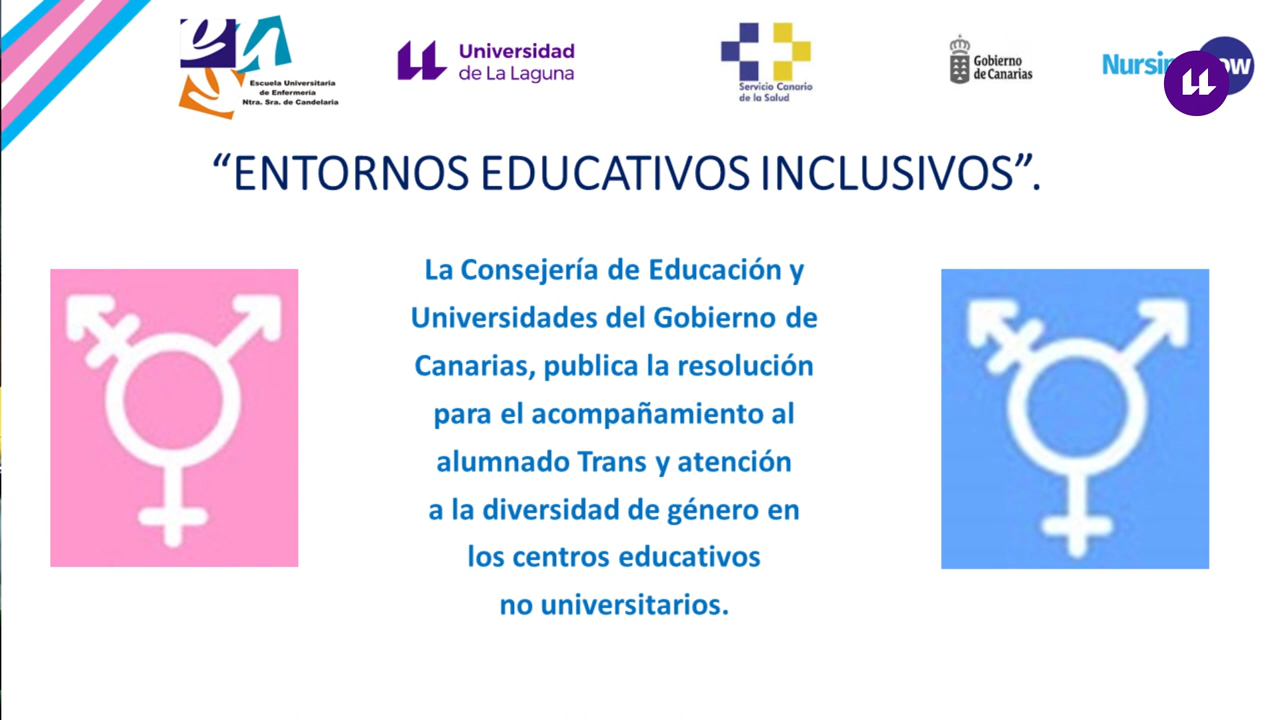 Escuela Universitaria
de Enfermería
Ntra. Sra. de Candelaria
Universidad
de La Laguna
Servicio Canario
de la Salud
Gobierno
de Canarias
“ENTORNOS EDUCATIVOS INCLUSIVOS”.
La Consejería de Educación y
Universidades del Gobierno de
Canarias, publica la resolución
para el acompañamiento al
alumnado Trans y atención
a la diversidad de género en
los centros educativos
no universitarios.